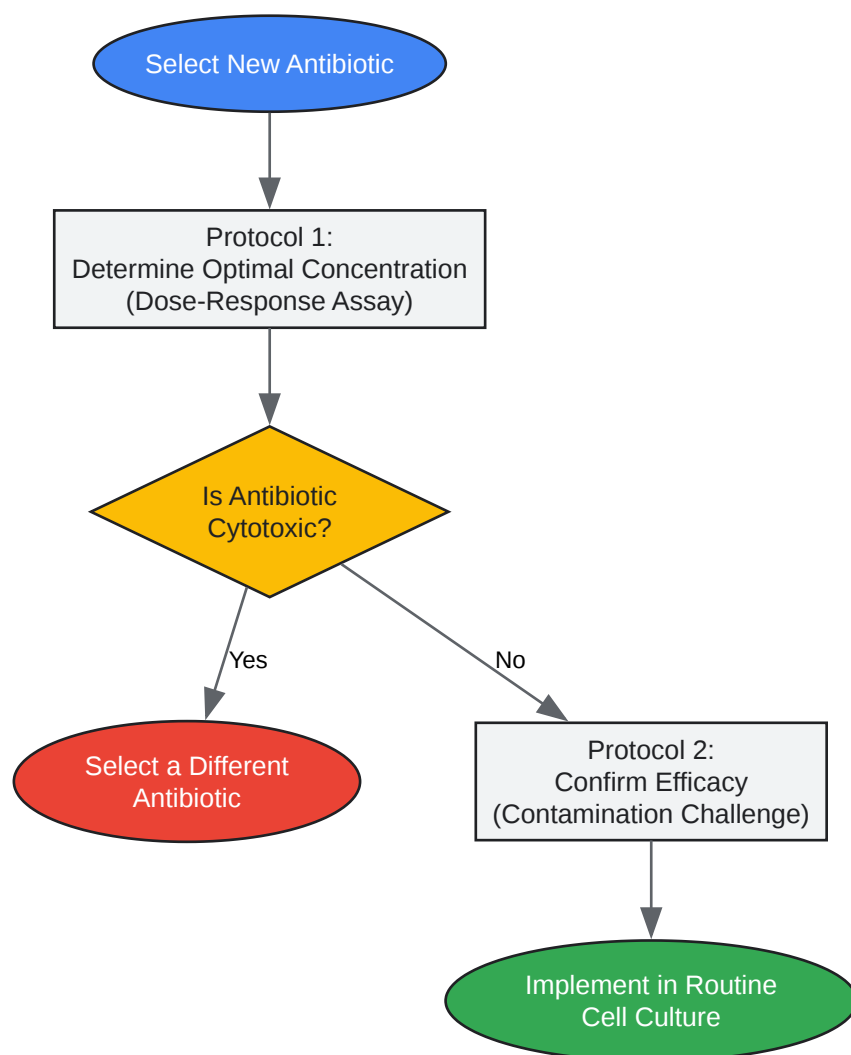 Select New Antibiotic
Protocol 1:
Determine Optimal Concentration
(Dose-Response Assay)
Is Antibiotic
Cytotoxic?
Yes
No
Select a Different
Antibiotic
Protocol 2:
Confirm Efficacy
(Contamination Challenge)
Implement in Routine
Cell Culture